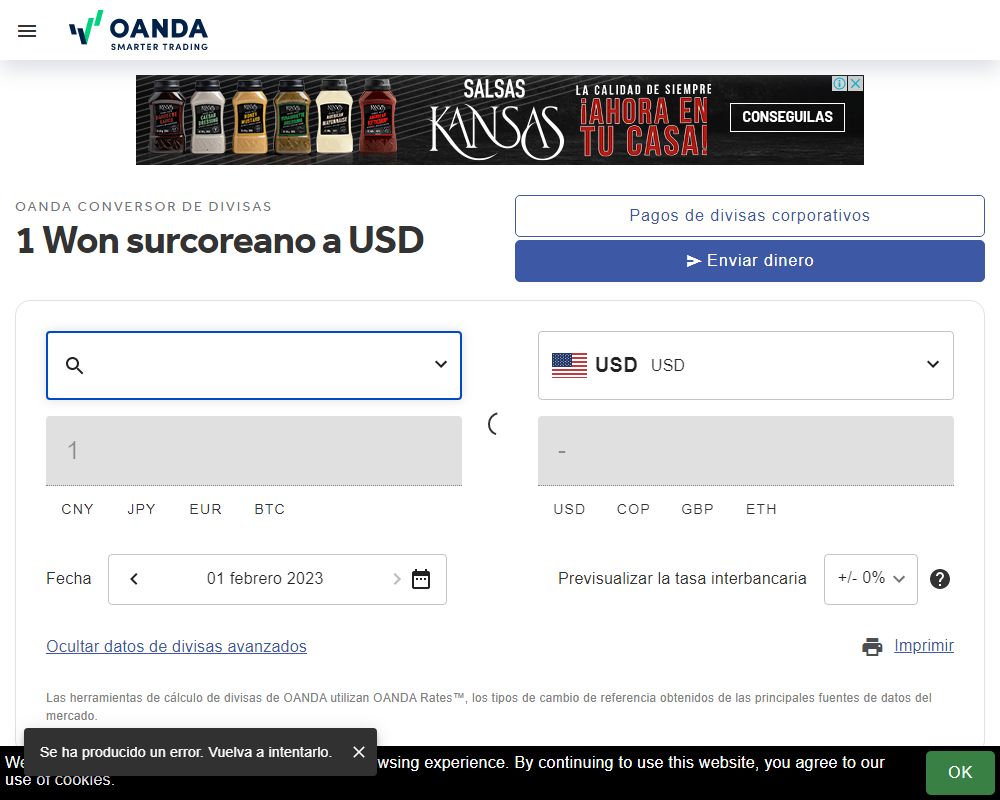 OANDA
SMARTER TRADING
SALSAS
KANSAS
LA CALIDAD DE SIEMPRE
¡AHORA EN
TU CASA!
CONSEGUILAS
OANDA CONVERSOR DE DIVISAS
1 Won surcoreano a USD
Pagos de divisas corporativos
Enviar dinero
USD USD
1
-
CNY JPY EUR BTC
USD COP GBP ETH
Fecha
01 febrero 2023
Previsualizar la tasa interbancaria
+/- 0%
Ocultar datos de divisas avanzados
Imprimir
Las herramientas de cálculo de divisas de OANDA utilizan OANDA Rates™, los tipos de cambio de referencia obtenidos de las principales fuentes de datos del
mercado.
Se ha producido un error. Vuelva a intentarlo.
We
wsing experience. By continuing to use this website, you agree to our
use of cookies.
OK